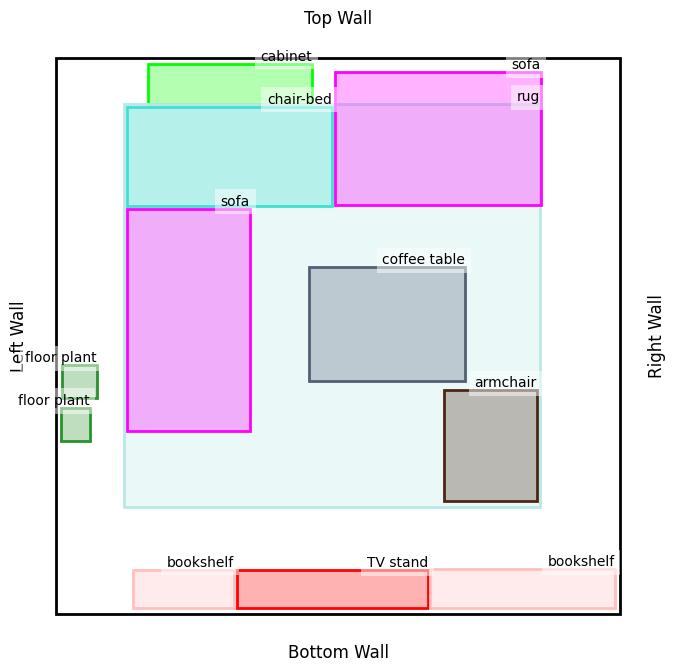 Top Wall
cabinet
sofa
chair-bed
rug
sofa
coffee table
Left Wall
Right Wall
floor plant
armchair
floor plant
bookshelf
TV stand
bookshelf
Bottom Wall